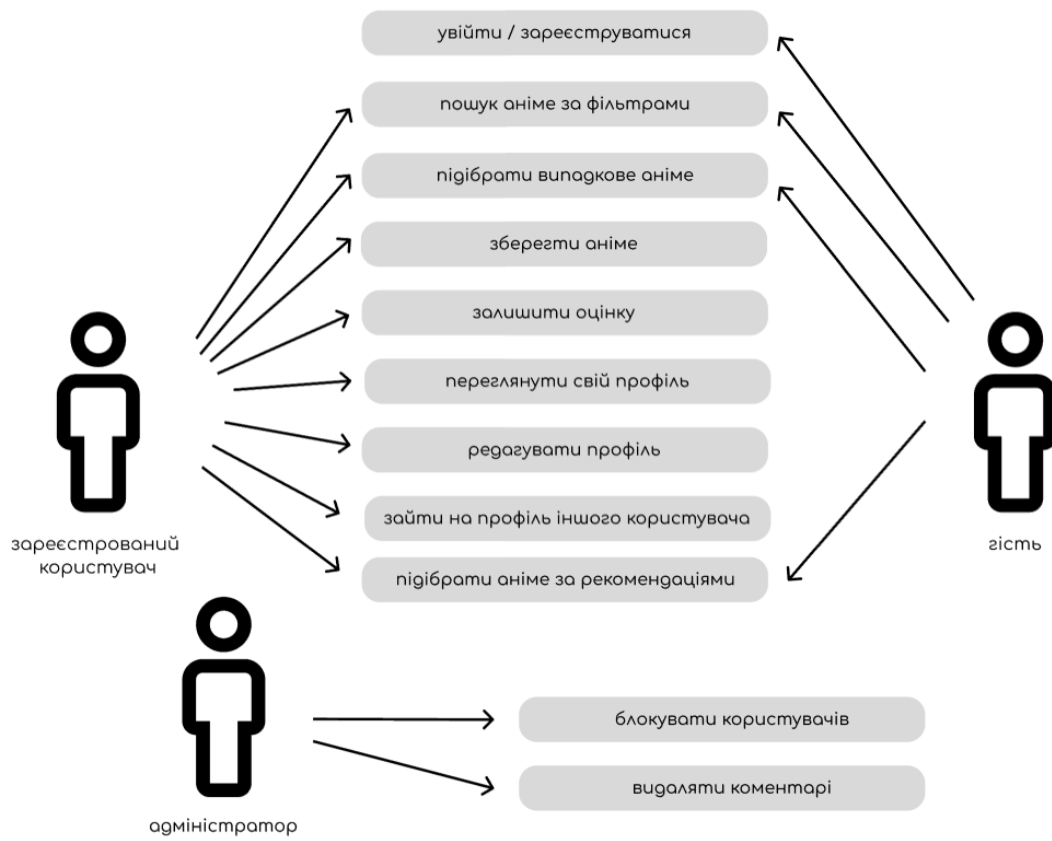 увійти / зареєструватися
пошук аніме за фільтрами
підібрати випадкове аніме
зберегти аніме
залишити оцінку
переглянути свій профіль
редагувати профіль
зайти на профіль іншого користувача
підібрати аніме за рекомендаціями
зареєстрований
користувач
гість
блокувати користувачів
видаляти коментарі
адміністратор